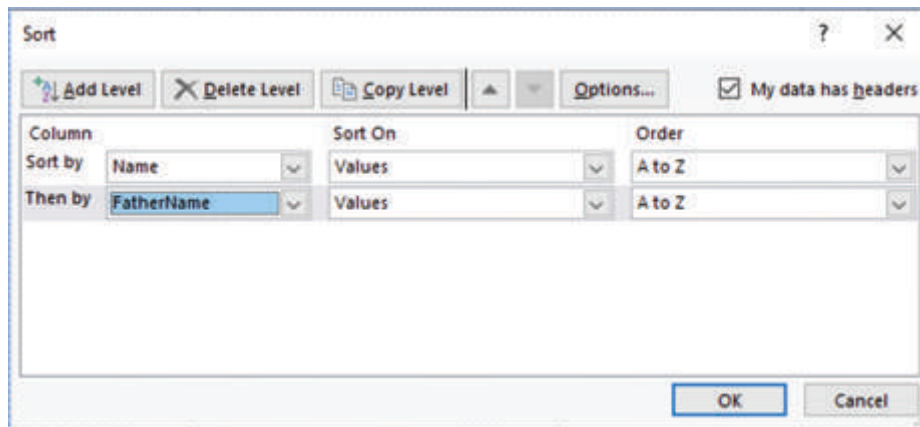 Sort ? ×
Add Level Delete Level Copy Level Options... My data has headers
Column Sort On Order
Sort by Name Values A to Z
Then by FatherName Values A to Z
OK Cancel